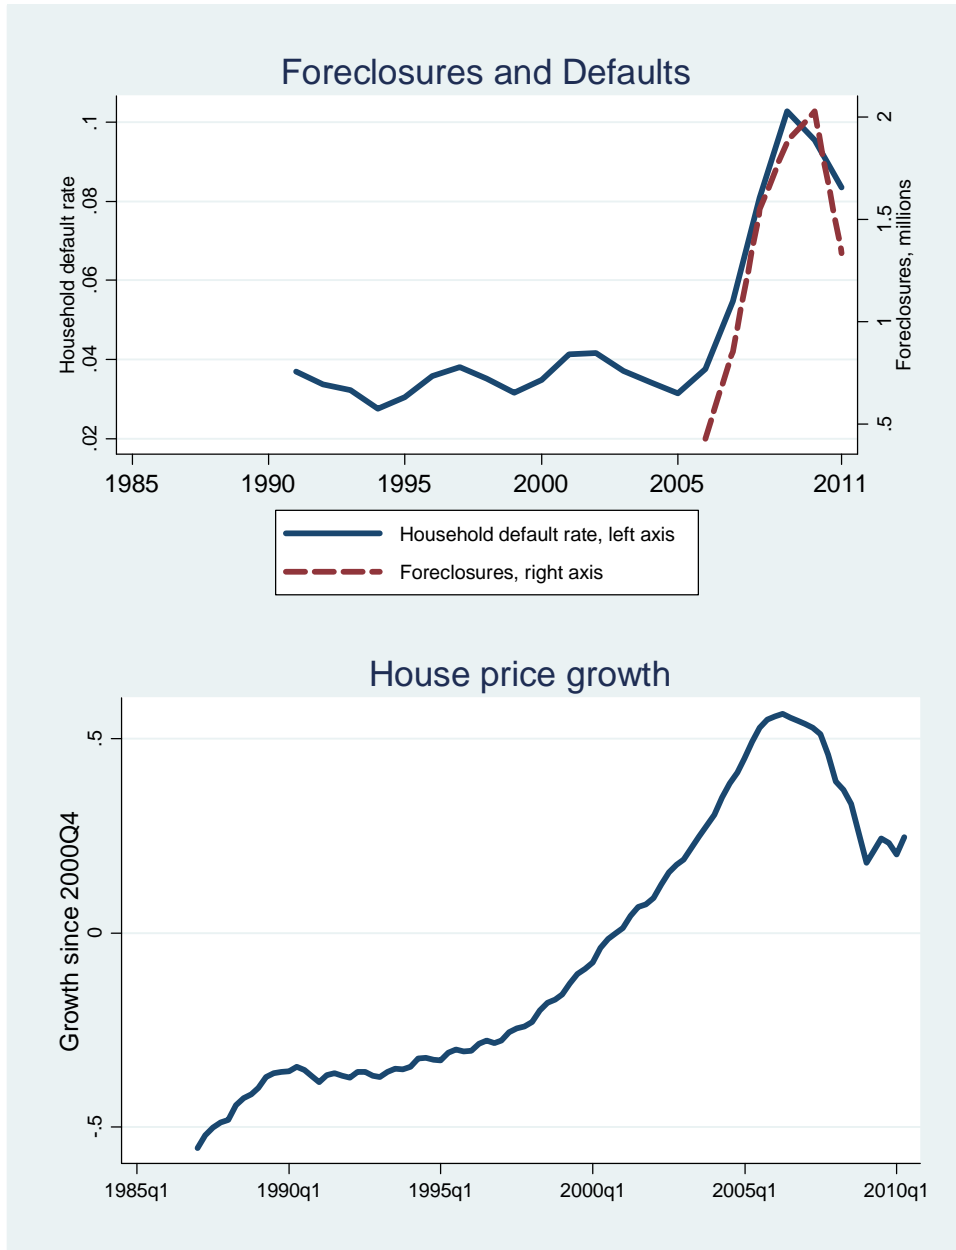 Foreclosures and Defaults
.1
.08
.06
.04
.02
Household default rate
2
1.5
1
.5
Foreclosures, millions
1985 1990 1995 2000 2005 2011
Household default rate, left axis
Foreclosures, right axis
House price growth
.5
0
-.5
Growth since 2000Q4
1985q1 1990q1 1995q1 2000q1 2005q1 2010q1